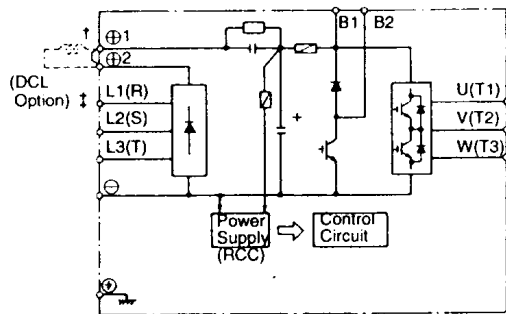 B1 B2
†
⊕1
⊕2
(DCL
Option)
‡
L1(R)
L2(S)
L3(T)
+
U(T1)
V(T2)
W(T3)
⊖
Power
Supply
(RCC)
Control
Circuit